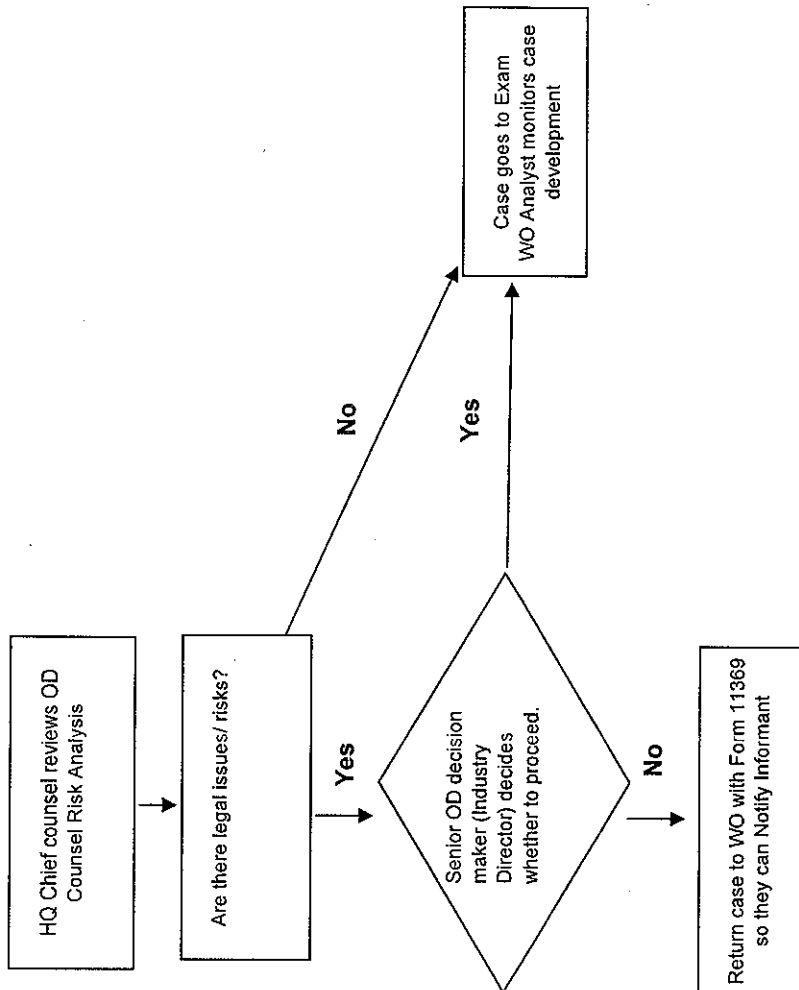 HQ Chief counsel reviews OD
Counsel Risk Analysis
Are there legal issues/ risks?
No
Yes
Senior OD decision
maker (Industry
Director) decides
whether to proceed.
Yes
Case goes to Exam
WO Analyst monitors case
development
No
Return case to WO with Form 11369
so they can Notify Informant